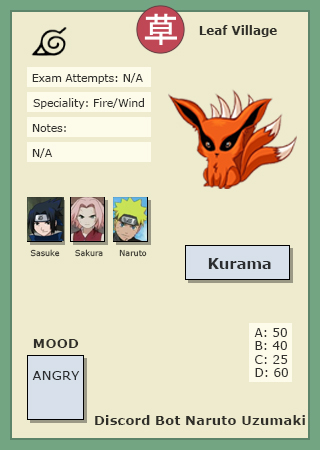 草
Leaf Village
Exam Attempts: N/A
Speciality: Fire/Wind
Notes:
N/A
Sasuke
Sakura
Naruto
Kurama
MOOD
ANGRY
A: 50
B: 40
C: 25
D: 60
Discord Bot Naruto Uzumaki